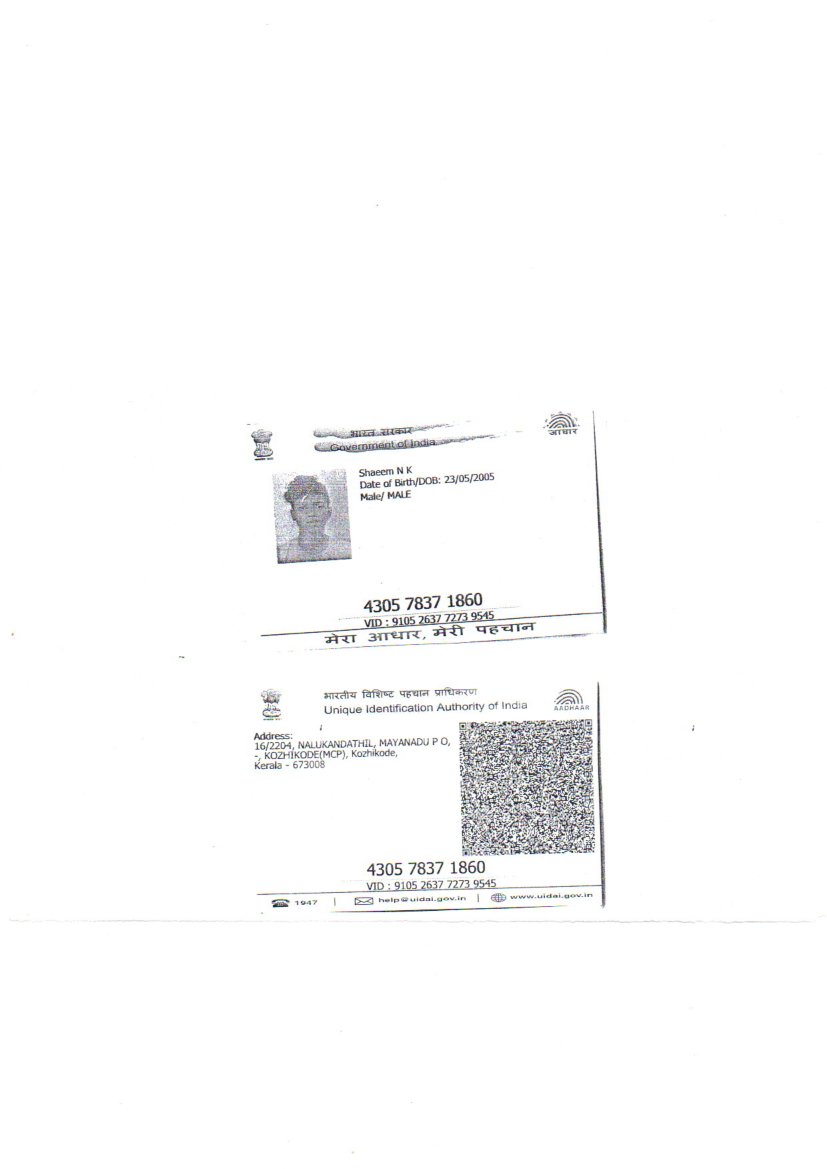 भारत सरकार
Government of India
आधार
Shaeem N K
Date of Birth/DOB: 23/05/2005
Male/ MALE
4305 7837 1860
VID : 9105 2637 7273 9545
मेरा आधार, मेरी पहचान
भारतीय विशिष्ट पहचान प्राधिकरण
Unique Identification Authority of India
AADHAAR
Address:
16/2204, NALUKANDATHIL, MAYANADU P O,
-, KOZHIKODE(MCP), Kozhikode,
Kerala - 673008
4305 7837 1860
VID : 9105 2637 7273 9545
1947 | help@uidai.gov.in | www.uidai.gov.in